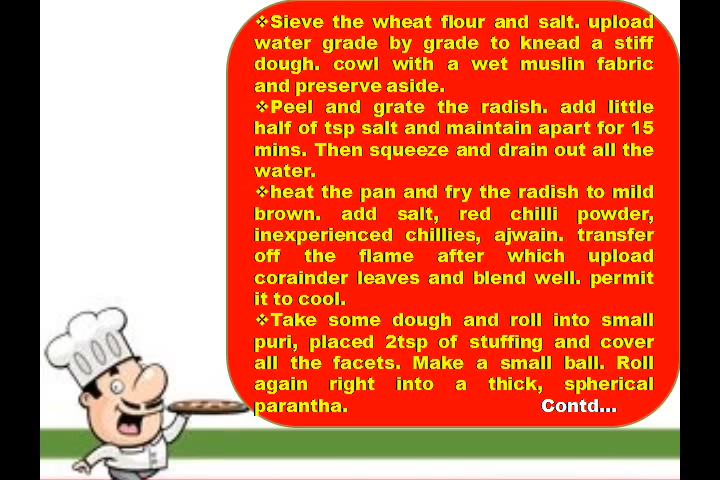 ❖Sieve the wheat flour and salt. upload
water grade by grade to knead a stiff
dough. cowl with a wet muslin fabric
and preserve aside.
❖Peel and grate the radish. add little
half of tsp salt and maintain apart for 15
mins. Then squeeze and drain out all the
water.
❖heat the pan and fry the radish to mild
brown. add salt, red chilli powder,
inexperienced chillies, ajwain. transfer
off the flame after which upload
corainder leaves and blend well. permit
it to cool.
❖Take some dough and roll into small
puri, placed 2tsp of stuffing and cover
all the facets. Make a small ball. Roll
again right into a thick, spherical
parantha. Contd...